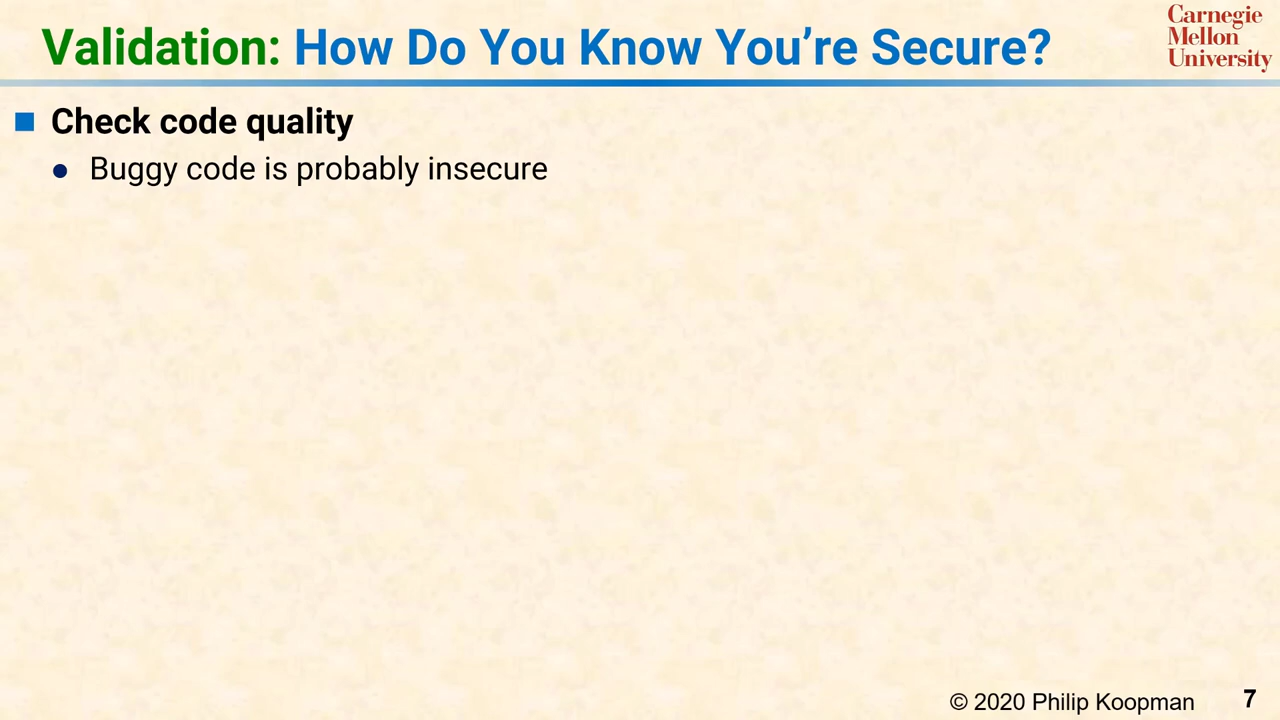 Validation: How Do You Know You’re Secure?
Carnegie
Mellon
University
Check code quality
Buggy code is probably insecure
© 2020 Philip Koopman
7